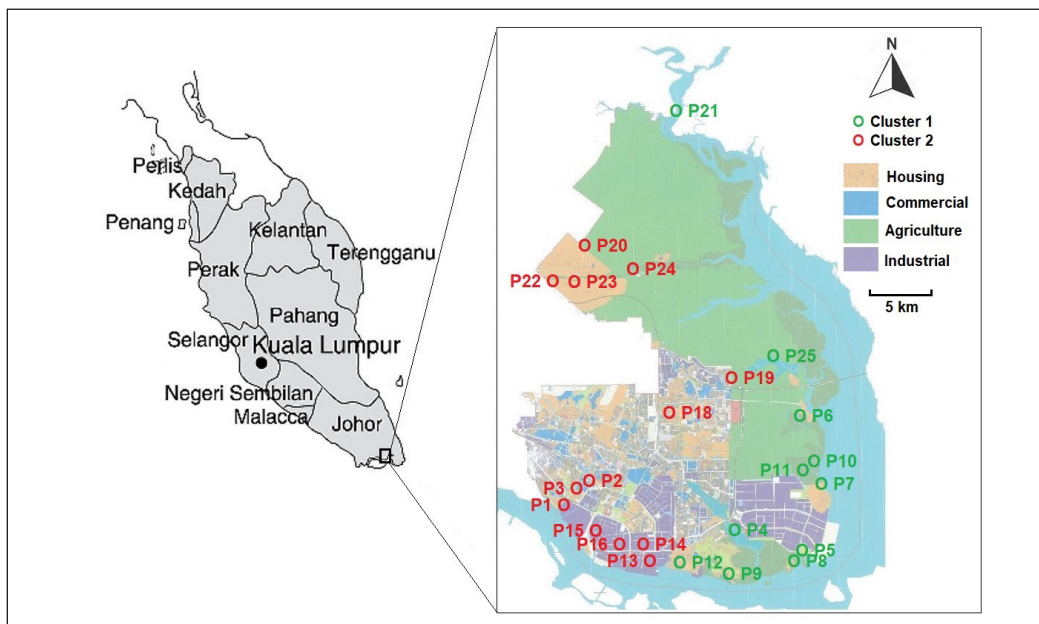 Perlis
Kedah
Penang
Kelantan
Terengganu
Perak
Pahang
Selangor
Kuala Lumpur
Negeri Sembilan
Malacca
Johor
N
P21
Cluster 1
Cluster 2
Housing
Commercial
Agriculture
Industrial
5 km
P20
P24
P22
P23
P25
P19
P18
P6
P10
P11
P7
P2
P3
P1
P15
P4
P16
P14
P5
P13
P12
P8
P9